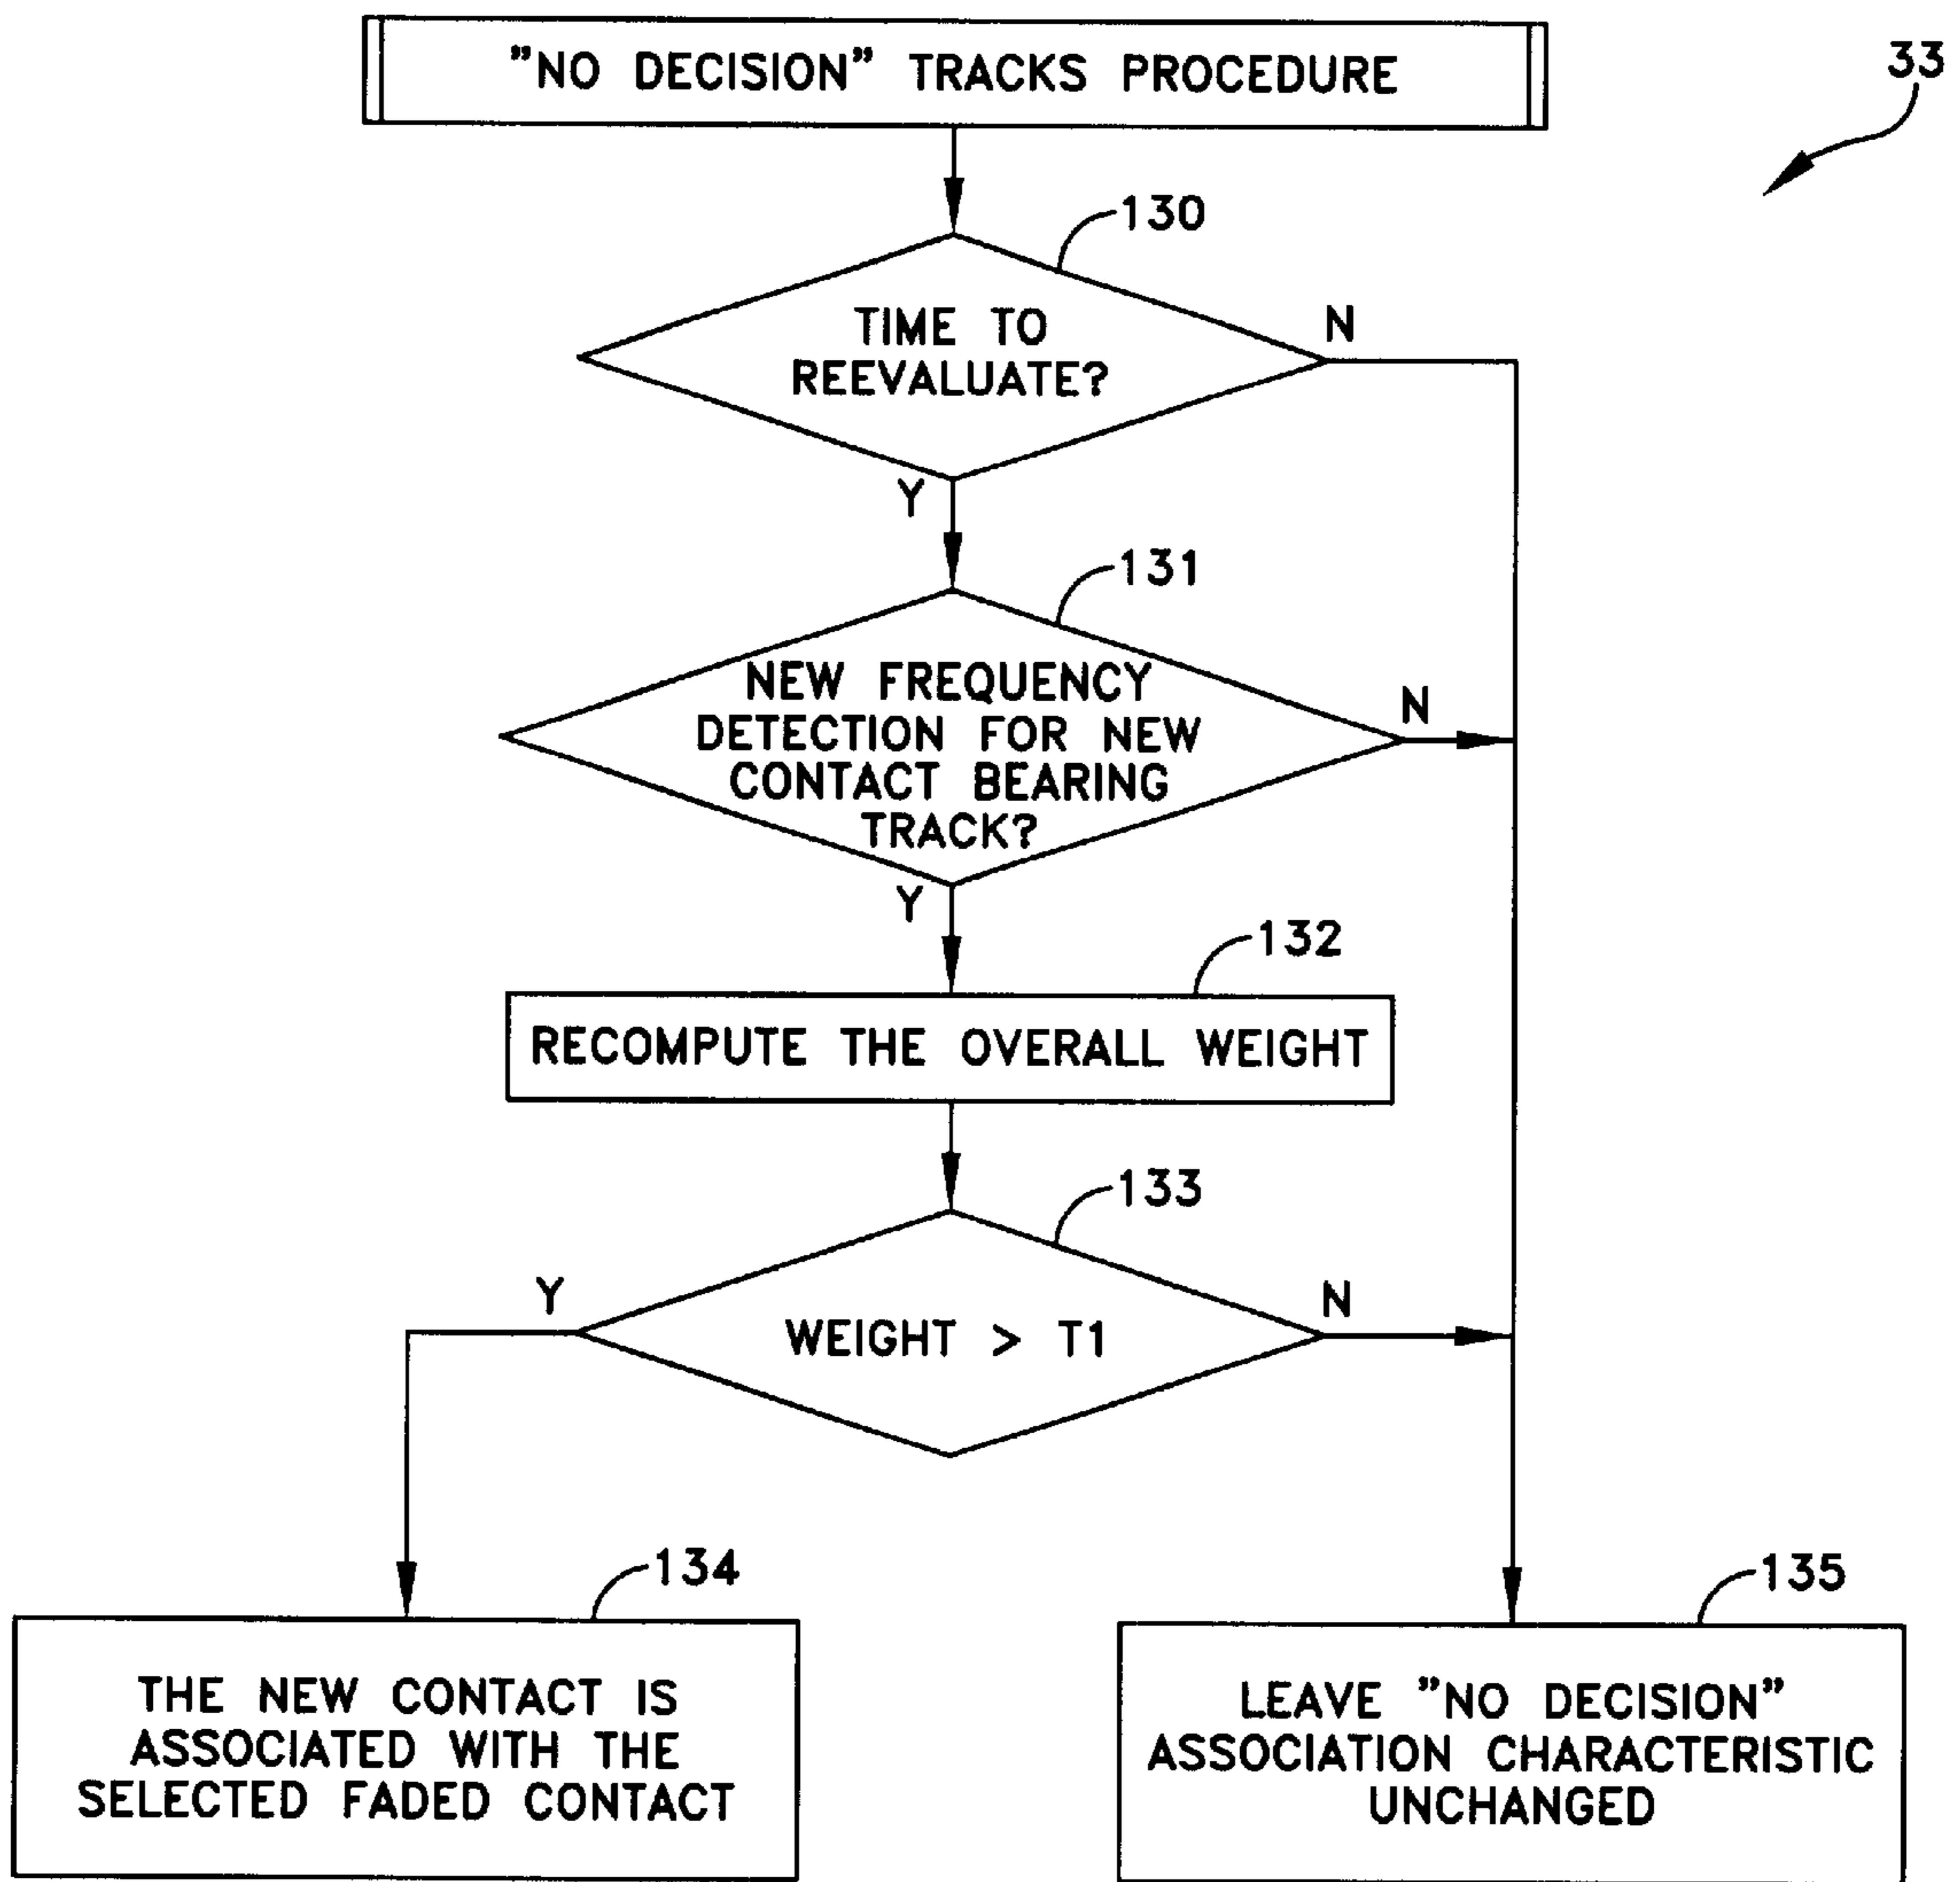 "NO DECISION" TRACKS PROCEDURE
33
130
TIME TO
REEVALUATE?
N
Y
131
NEW FREQUENCY
DETECTION FOR NEW
CONTACT BEARING
TRACK?
N
Y
132
RECOMPUTE THE OVERALL WEIGHT
133
Y
WEIGHT > T1
N
134
THE NEW CONTACT IS
ASSOCIATED WITH THE
SELECTED FADED CONTACT
135
LEAVE "NO DECISION"
ASSOCIATION CHARACTERISTIC
UNCHANGED